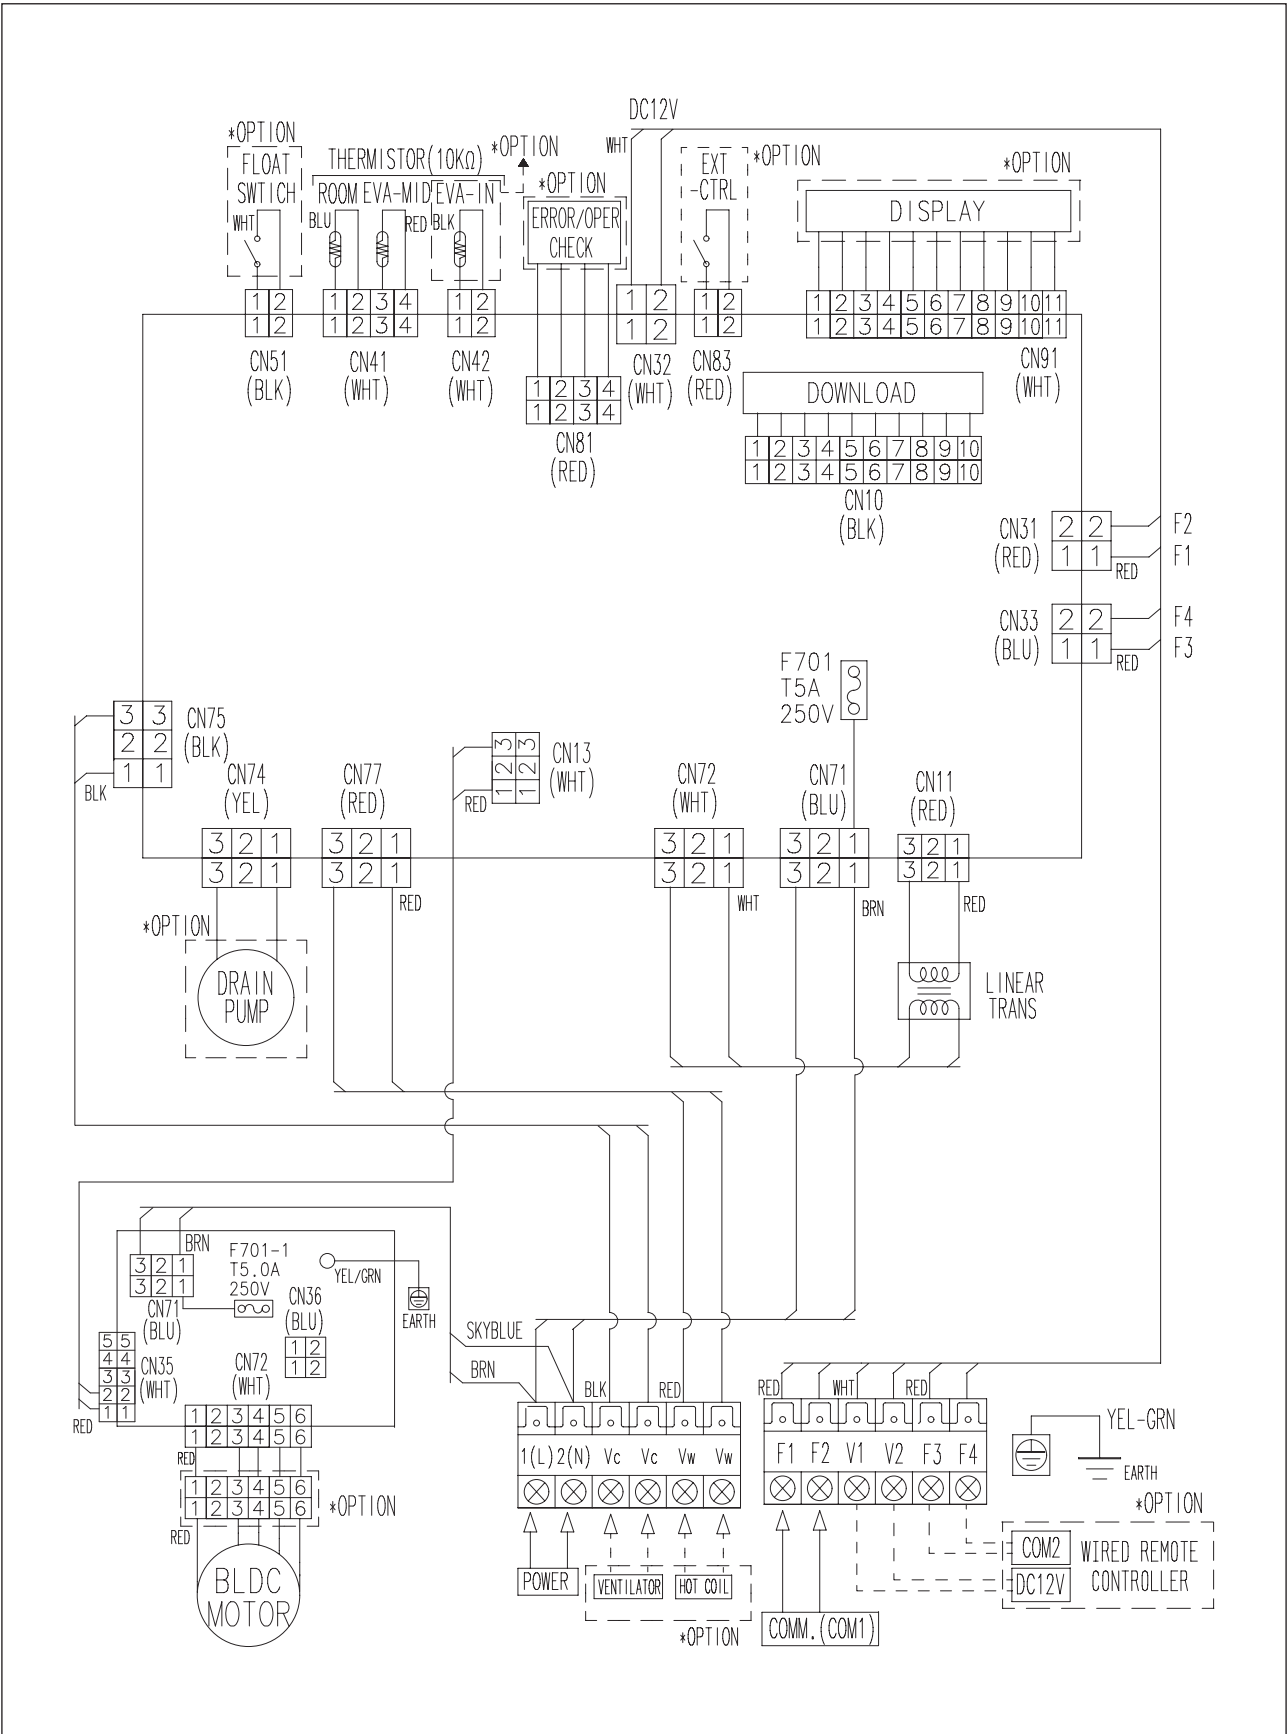 DC12V
*OPTION
FLOAT
SWTICH
WHT
THERMISTOR(10KΩ)
*OPTION
ROOM EVA-MID EVA-IN
BLU
RED
BLK
*OPTION
ERROR/OPER
CHECK
WHT
EXT
-CTRL
*OPTION
*OPTION
DISPLAY
1 2
1 2
CN51
(BLK)
1 2 3 4
1 2 3 4
CN41
(WHT)
1 2
1 2
CN42
(WHT)
1 2 3 4
1 2 3 4
CN81
(RED)
1 2
1 2
CN32
(WHT)
1 2
1 2
CN83
(RED)
1 2 3 4 5 6 7 8 9 10 11
1 2 3 4 5 6 7 8 9 10 11
CN91
(WHT)
DOWNLOAD
1 2 3 4 5 6 7 8 9 10
1 2 3 4 5 6 7 8 9 10
CN10
(BLK)
CN31
(RED)
2 2
1 1
RED
F2
F1
CN33
(BLU)
2 2
1 1
RED
F4
F3
F701
T5A
250V
3 3
2 2
1 1
CN75
(BLK)
BLK
CN74
(YEL)
3 2 1
3 2 1
CN77
(RED)
3 2 1
3 2 1
RED
3 3
2 2
1 1
CN13
(WHT)
RED
CN72
(WHT)
3 2 1
3 2 1
WHT
CN71
(BLU)
3 2 1
3 2 1
BRN
CN11
(RED)
3 2 1
3 2 1
RED
*OPTION
DRAIN
PUMP
LINEAR
TRANS
BRN
3 2 1
3 2 1
CN71
(BLU)
F701-1
T5.0A
250V
CN36
(BLU)
1 2
1 2
YEL/GRN
EARTH
5 5
4 4
3 3
2 2
1 1
CN35
(WHT)
RED
CN72
(WHT)
1 2 3 4 5 6
1 2 3 4 5 6
RED
1 2 3 4 5 6
1 2 3 4 5 6
*OPTION
RED
BLDC
MOTOR
SKYBLUE
BRN
BLK
RED
1(L) 2(N) Vc Vc Vw Vw
POWER
VENTILATOR
HOT COIL
*OPTION
RED
WHT
RED
F1 F2 V1 V2 F3 F4
COMM.(COM1)
YEL-GRN
EARTH
*OPTION
COM2
DC12V
WIRED REMOTE
CONTROLLER